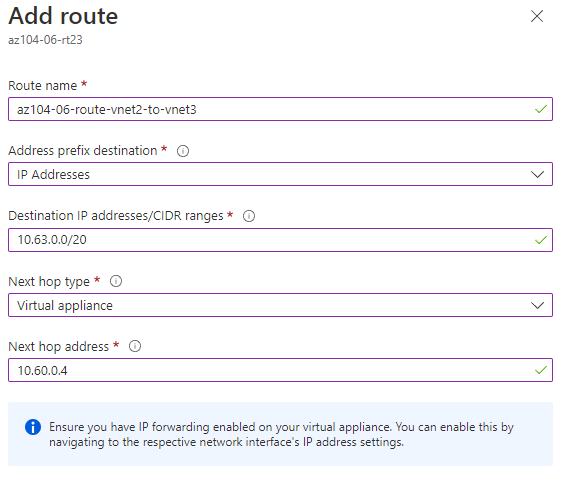 Add route
az104-06-rt23
Route name *
az104-06-route-vnet2-to-vnet3
Address prefix destination *
IP Addresses
Destination IP addresses/CIDR ranges *
10.63.0.0/20
Next hop type *
Virtual appliance
Next hop address *
10.60.0.4
Ensure you have IP forwarding enabled on your virtual appliance. You can enable this by
navigating to the respective network interface's IP address settings.